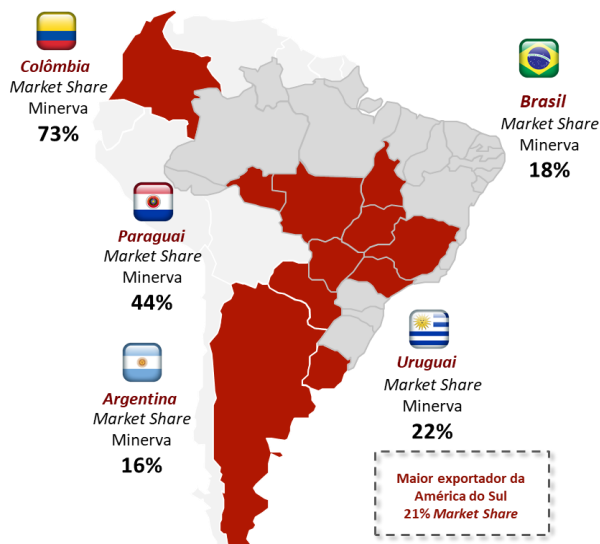 Colômbia
Market Share
Minerva
73%
Brasil
Market Share
Minerva
18%
Paraguai
Market Share
Minerva
44%
Argentina
Market Share
Minerva
16%
Uruguai
Market Share
Minerva
22%
Maior exportador da
América do Sul
21% Market Share